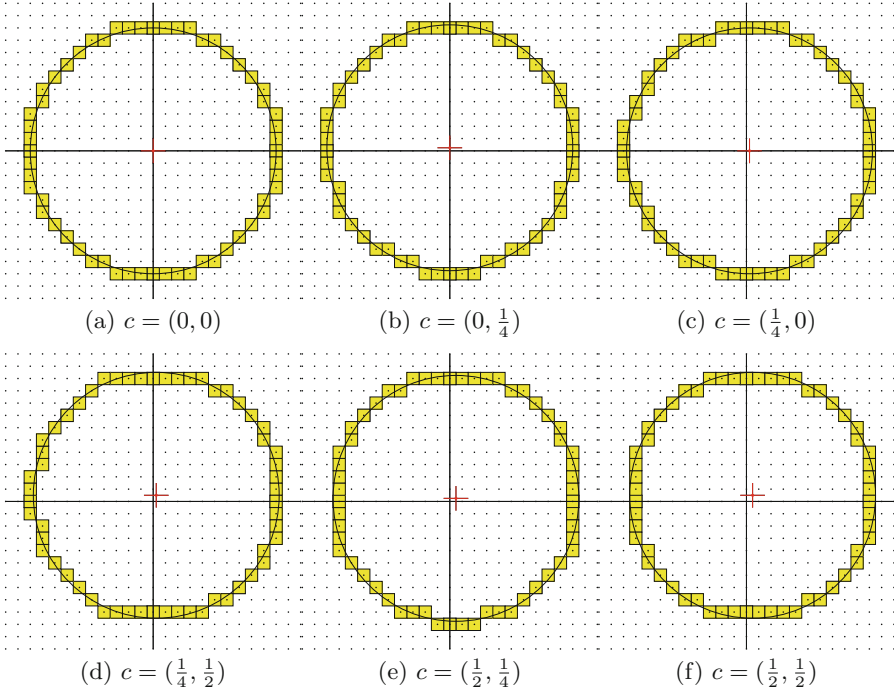 (a) c = (0, 0)
(b) c = (0, 1/4)
(c) c = (1/4, 0)
(d) c = (1/4, 1/2)
(e) c = (1/2, 1/4)
(f) c = (1/2, 1/2)